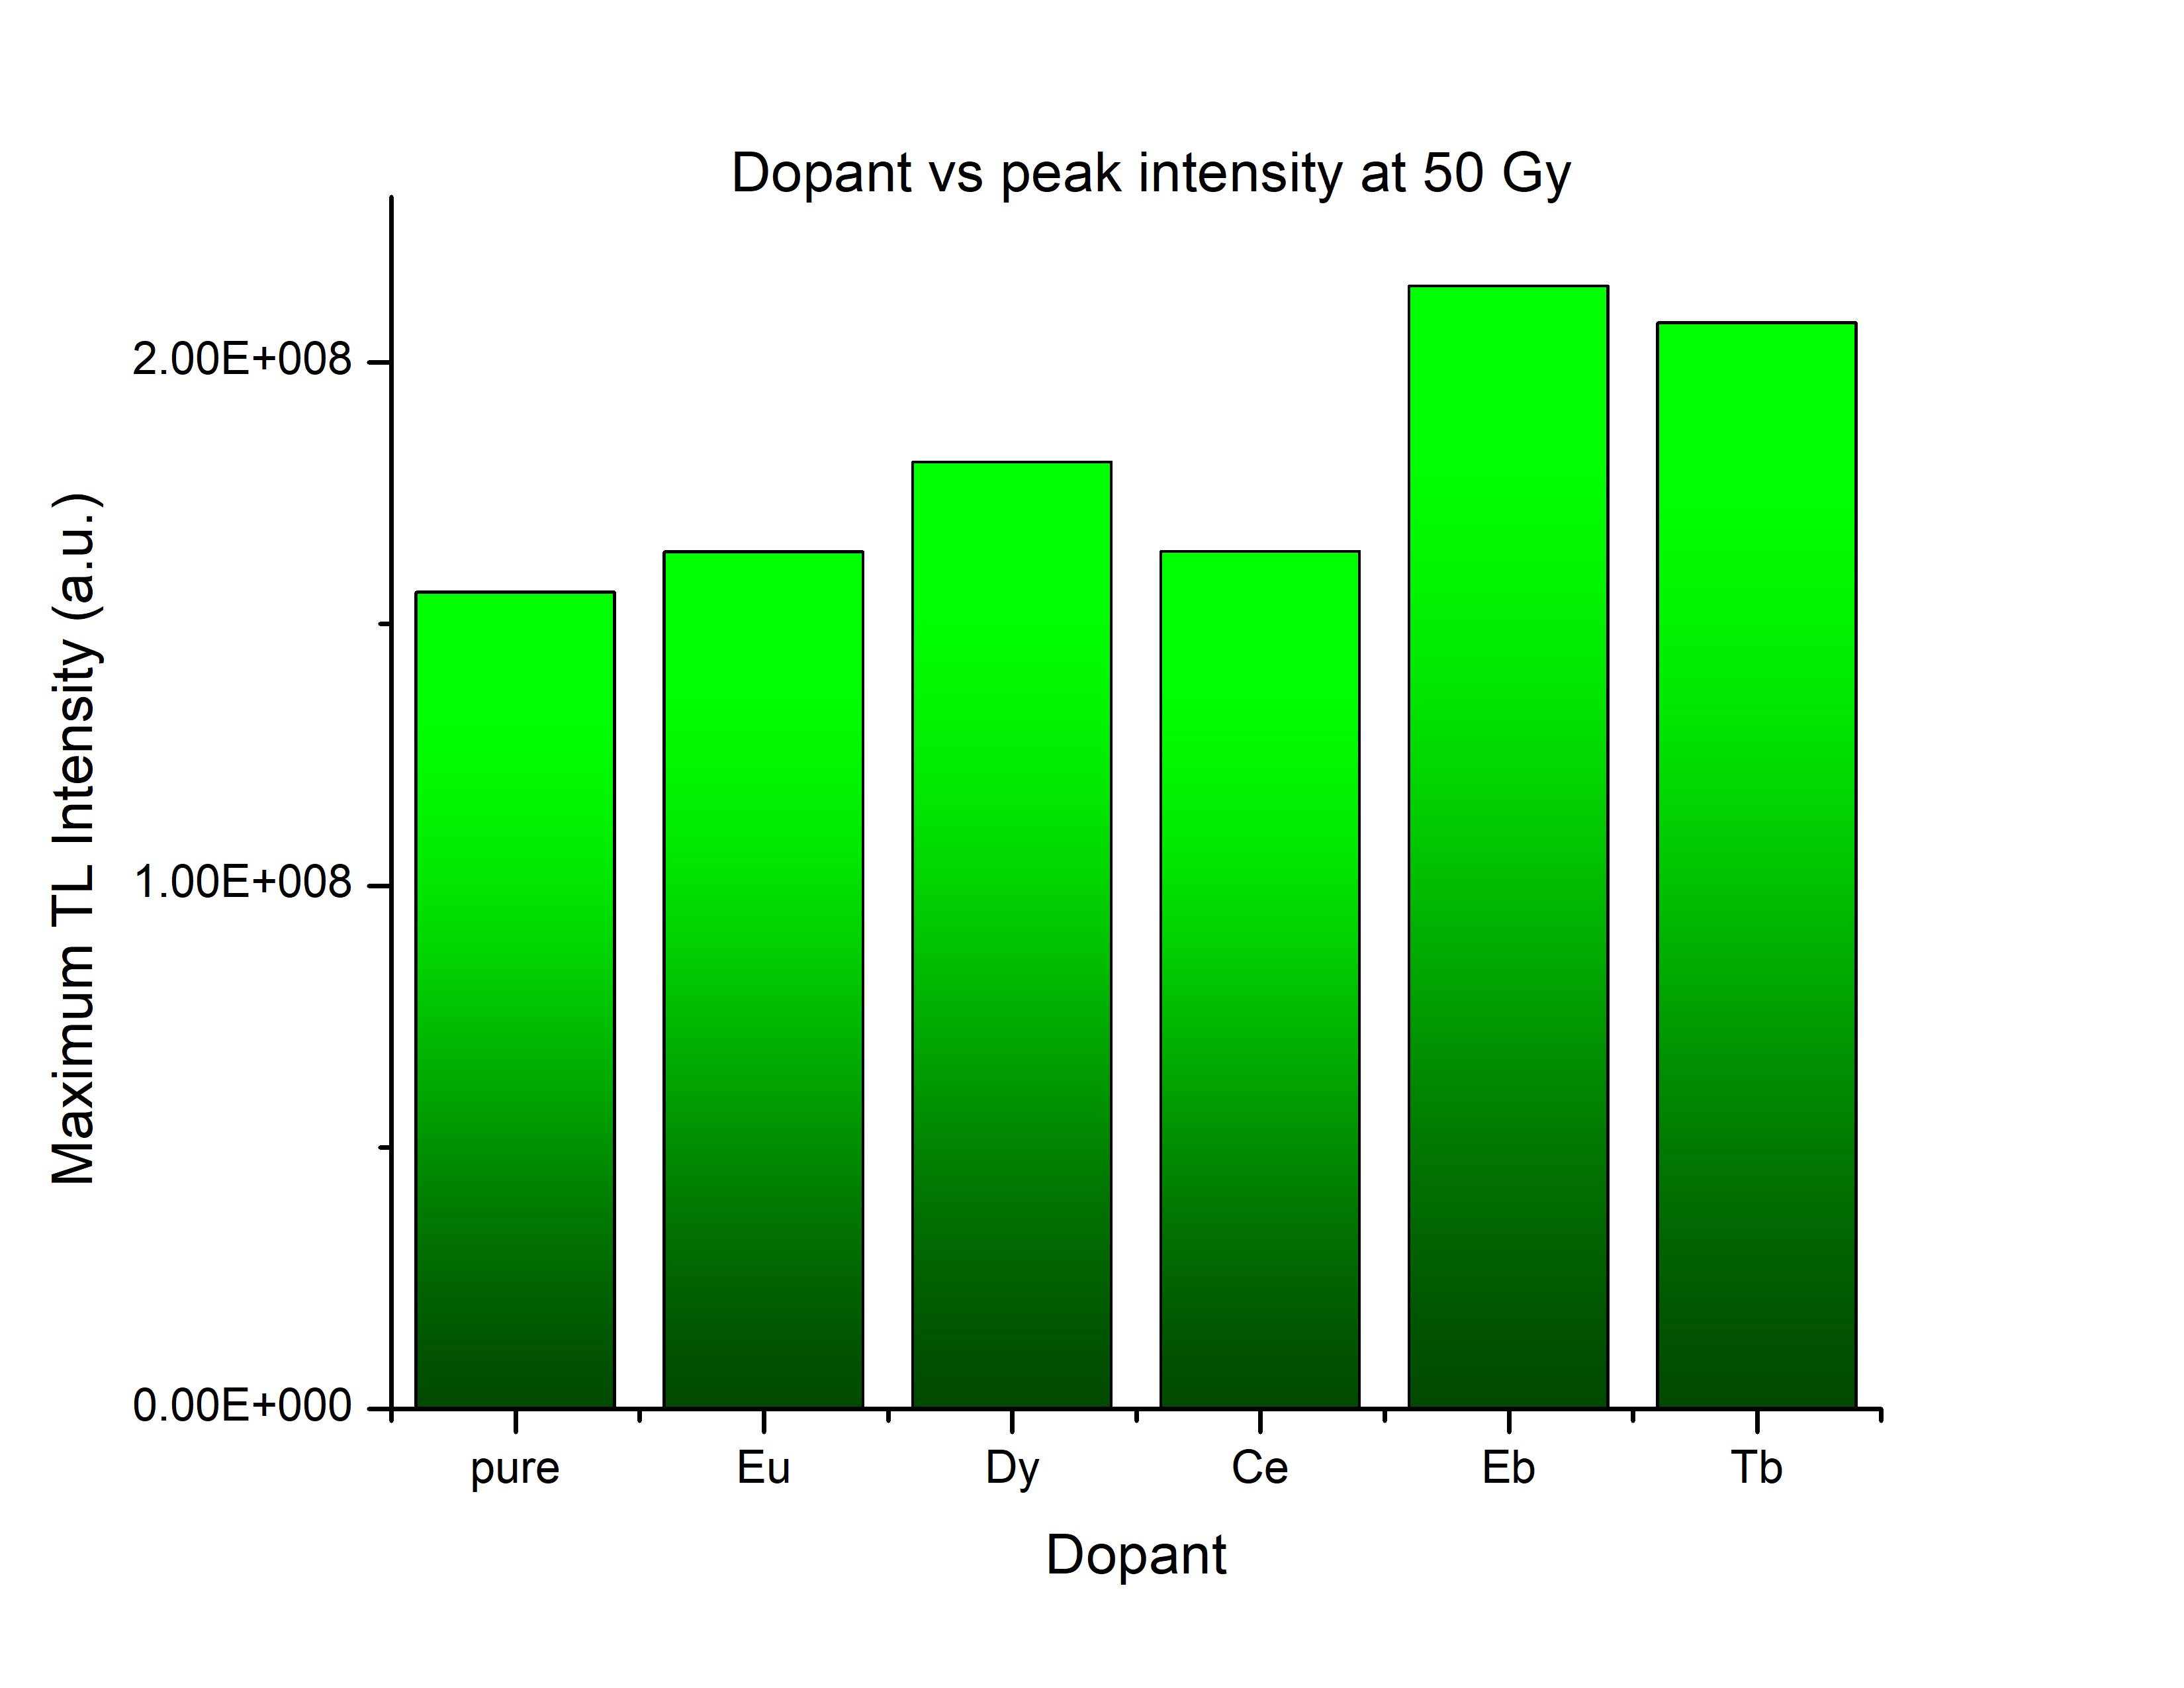 Dopant vs peak intensity at 50 Gy
Maximum TL Intensity (a.u.)
2.00E+008
1.00E+008
0.00E+000
pure Eu Dy Ce Eb Tb
Dopant